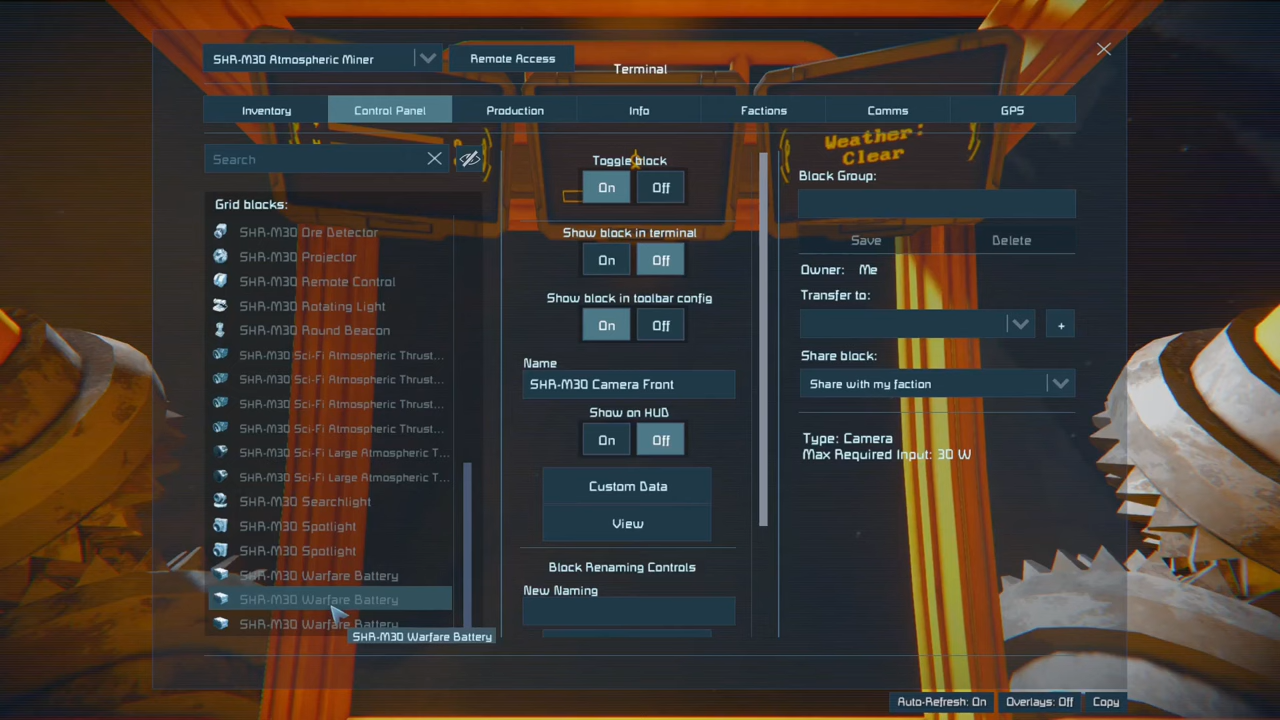 SHR-M30 Atmospheric Miner
Remote Access
Terminal
Inventory
Control Panel
Production
Info
Factions
Comms
GPS
Weather:
Clear
Search
Grid blocks:
SHR-M30 Ore Detector
SHR-M30 Projector
SHR-M30 Remote Control
SHR-M30 Rotating Light
SHR-M30 Round Beacon
SHR-M30 Sci-Fi Atmospheric Thrust...
SHR-M30 Sci-Fi Atmospheric Thrust...
SHR-M30 Sci-Fi Atmospheric Thrust...
SHR-M30 Sci-Fi Atmospheric Thrust...
SHR-M30 Sci-Fi Large Atmospheric T...
SHR-M30 Sci-Fi Large Atmospheric T...
SHR-M30 Searchlight
SHR-M30 Spotlight
SHR-M30 Spotlight
SHR-M30 Warfare Battery
SHR-M30 Warfare Battery
SHR-M30 Warfare Battery
SHR-M30 Warfare Battery
Toggle block
On Off
Show block in terminal
On Off
Show block in toolbar config
On Off
Name
SHR-M30 Camera Front
Show on HUD
On Off
Custom Data
View
Block Renaming Controls
New Naming
Block Group:
Save Delete
Owner: Me
Transfer to:
+
Share block:
Share with my faction
Type: Camera
Max Required Input: 30 W
Auto-Refresh: On
Overlays: Off
Copy